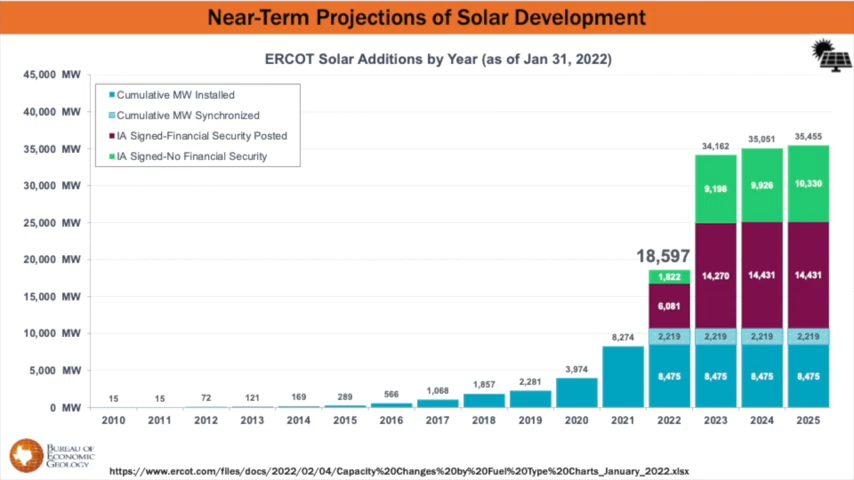 Near-Term Projections of Solar Development
ERCOT Solar Additions by Year (as of Jan 31, 2022)
45,000 MW
40,000 MW
35,000 MW
30,000 MW
25,000 MW
20,000 MW
15,000 MW
10,000 MW
5,000 MW
0 MW
Cumulative MW Installed
Cumulative MW Synchronized
IA Signed-Financial Security Posted
IA Signed-No Financial Security
15
15
72
121
169
289
566
1,068
1,857
2,281
3,974
8,274
18,597
1,822
6,081
2,219
8,475
34,162
9,198
14,270
2,219
8,475
35,051
9,926
14,431
2,219
8,475
35,455
10,330
14,431
2,219
8,475
2010 2011 2012 2013 2014 2015 2016 2017 2018 2019 2020 2021 2022 2023 2024 2025
BUREAU OF
ECONOMIC
GEOLOGY
https://www.ercot.com/files/docs/2022/02/04/Capacity%20Changes%20by%20Fuel%20Type%20Charts_January_2022.xlsx